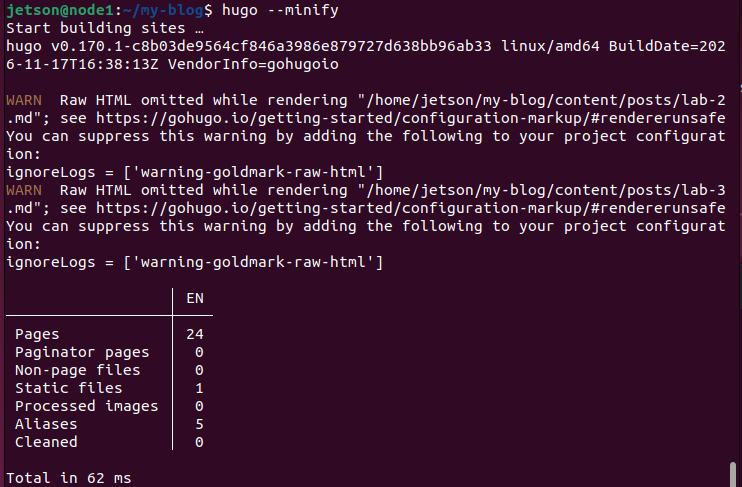 jetson@node1:~/my-blog$ hugo --minify
Start building sites …
hugo v0.170.1-c8b03de9564cf846a3986e879727d638bb96ab33 linux/amd64 BuildDate=202
6-11-17T16:38:13Z VendorInfo=gohugoio
WARN  Raw HTML omitted while rendering "/home/jetson/my-blog/content/posts/lab-2
.md"; see https://gohugo.io/getting-started/configuration-markup/#rendererunsafe
You can suppress this warning by adding the following to your project configurat
ion:
ignoreLogs = ['warning-goldmark-raw-html']
WARN  Raw HTML omitted while rendering "/home/jetson/my-blog/content/posts/lab-3
.md"; see https://gohugo.io/getting-started/configuration-markup/#rendererunsafe
You can suppress this warning by adding the following to your project configurat
ion:
ignoreLogs = ['warning-goldmark-raw-html']
EN
Pages 24
Paginator pages 0
Non-page files 0
Static files 1
Processed images 0
Aliases 5
Cleaned 0
Total in 62 ms